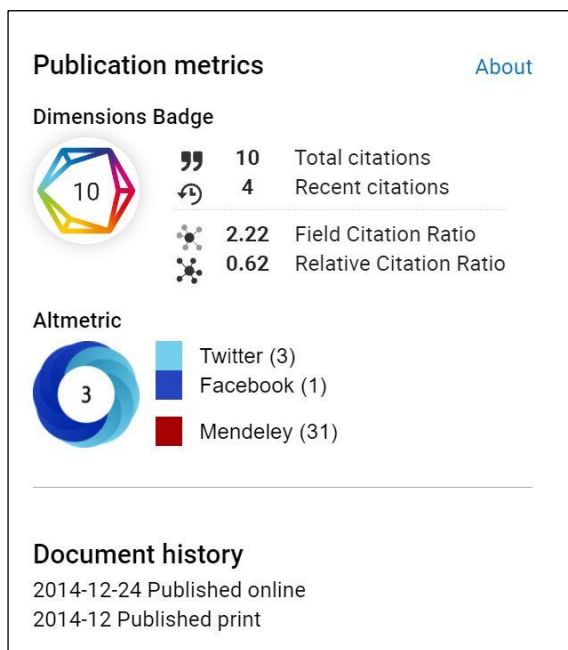 Publication metrics
About
Dimensions Badge
10
10 Total citations
4 Recent citations
2.22 Field Citation Ratio
0.62 Relative Citation Ratio
Altmetric
3
Twitter (3)
Facebook (1)
Mendeley (31)
Document history
2014-12-24 Published online
2014-12 Published print